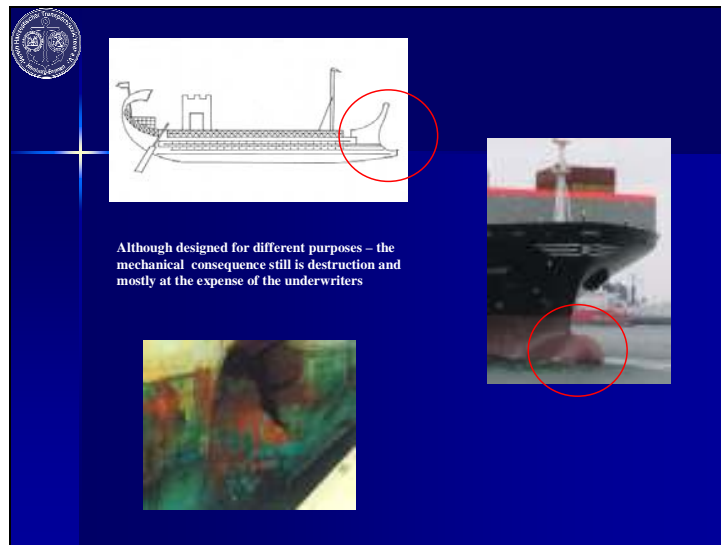 Although designed for different purposes – the
mechanical consequence still is destruction and
mostly at the expense of the underwriters